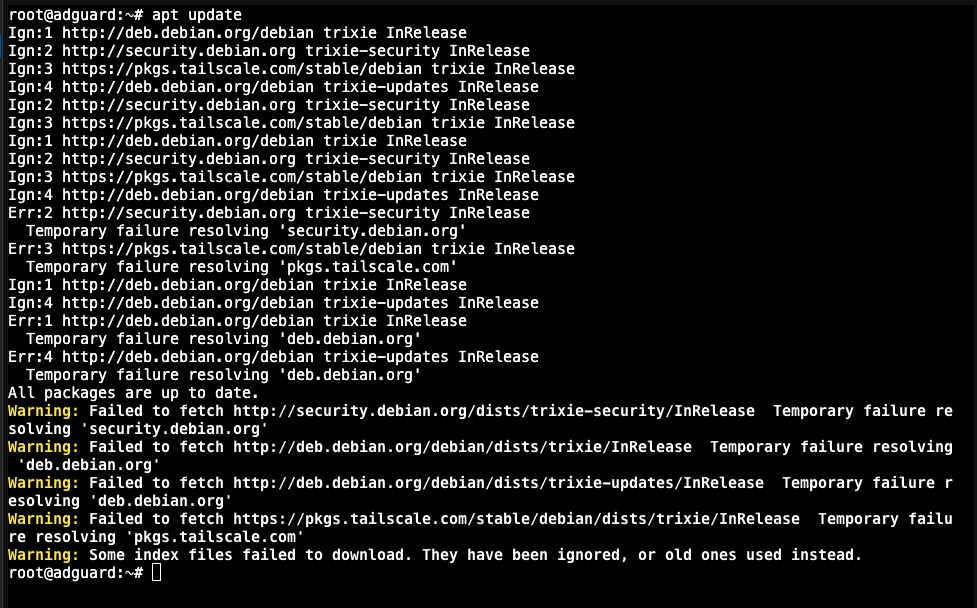 root@adguard:~# apt update
Ign:1 http://deb.debian.org/debian trixie InRelease
Ign:2 http://security.debian.org trixie-security InRelease
Ign:3 https://pkgs.tailscale.com/stable/debian trixie InRelease
Ign:4 http://deb.debian.org/debian trixie-updates InRelease
Ign:2 http://security.debian.org trixie-security InRelease
Ign:3 https://pkgs.tailscale.com/stable/debian trixie InRelease
Ign:1 http://deb.debian.org/debian trixie InRelease
Ign:2 http://security.debian.org trixie-security InRelease
Ign:3 https://pkgs.tailscale.com/stable/debian trixie InRelease
Ign:4 http://deb.debian.org/debian trixie-updates InRelease
Err:2 http://security.debian.org trixie-security InRelease
  Temporary failure resolving 'security.debian.org'
Err:3 https://pkgs.tailscale.com/stable/debian trixie InRelease
  Temporary failure resolving 'pkgs.tailscale.com'
Ign:1 http://deb.debian.org/debian trixie InRelease
Ign:4 http://deb.debian.org/debian trixie-updates InRelease
Err:1 http://deb.debian.org/debian trixie InRelease
  Temporary failure resolving 'deb.debian.org'
Err:4 http://deb.debian.org/debian trixie-updates InRelease
  Temporary failure resolving 'deb.debian.org'
All packages are up to date.
Warning: Failed to fetch http://security.debian.org/dists/trixie-security/InRelease  Temporary failure re
solving 'security.debian.org'
Warning: Failed to fetch http://deb.debian.org/debian/dists/trixie/InRelease  Temporary failure resolving
 'deb.debian.org'
Warning: Failed to fetch http://deb.debian.org/debian/dists/trixie-updates/InRelease  Temporary failure r
esolving 'deb.debian.org'
Warning: Failed to fetch https://pkgs.tailscale.com/stable/debian/dists/trixie/InRelease  Temporary failu
re resolving 'pkgs.tailscale.com'
Warning: Some index files failed to download. They have been ignored, or old ones used instead.
root@adguard:~#